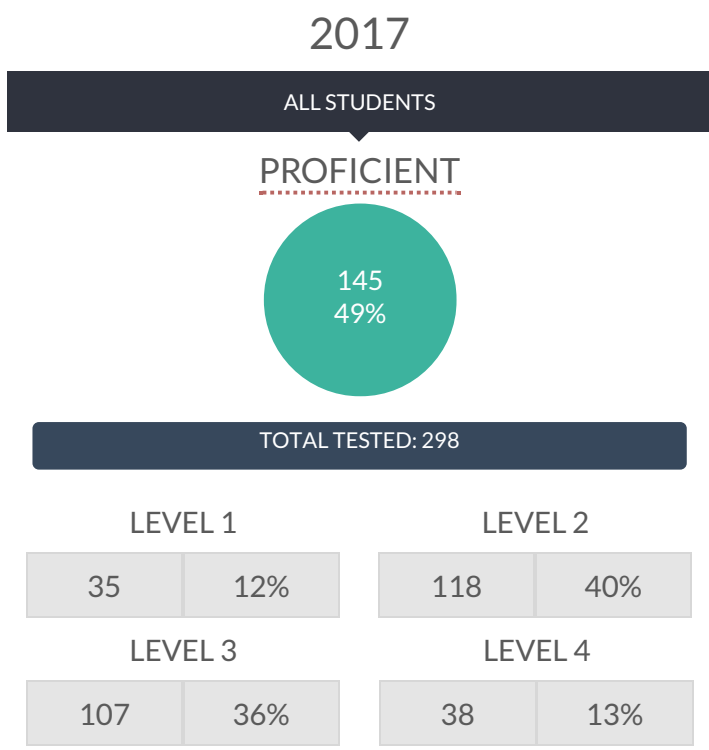 2017
ALL STUDENTS
PROFICIENT
145
49%
TOTAL TESTED: 298
LEVEL 1
35 12%
LEVEL 2
118 40%
LEVEL 3
107 36%
LEVEL 4
38 13%